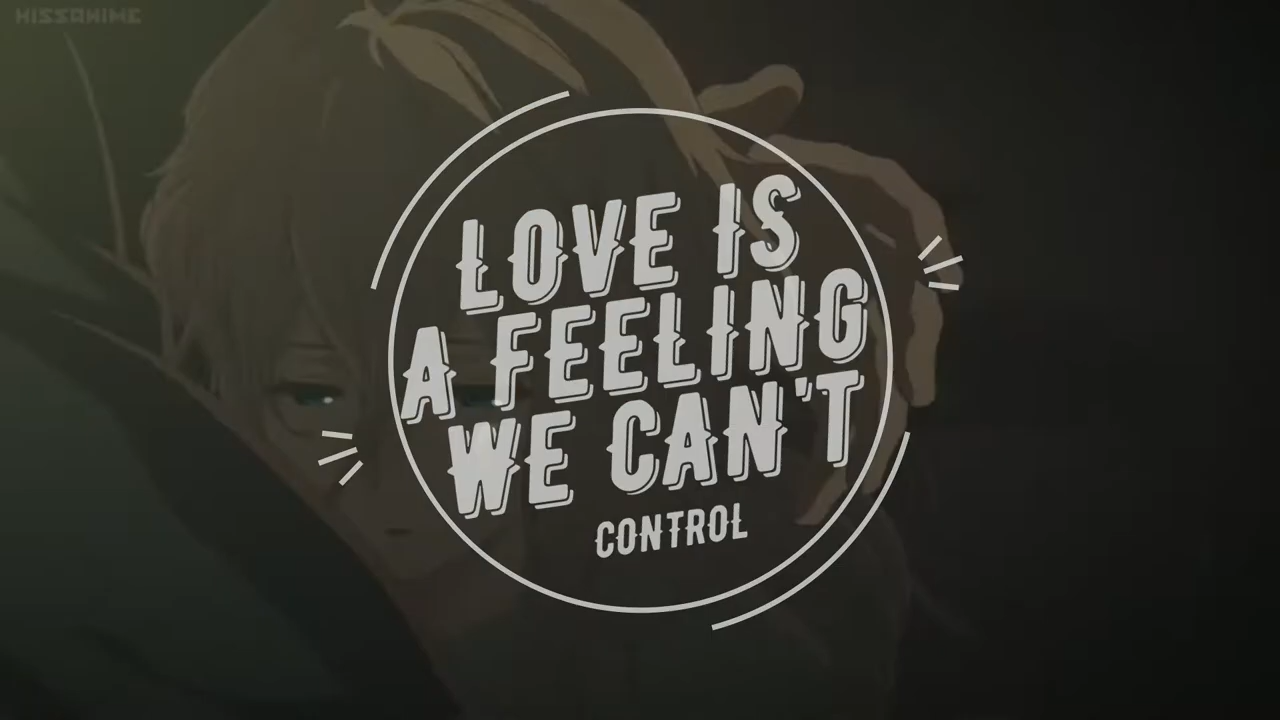 KISSANIME
LOVE IS
A FEELING
WE CAN'T
CONTROL